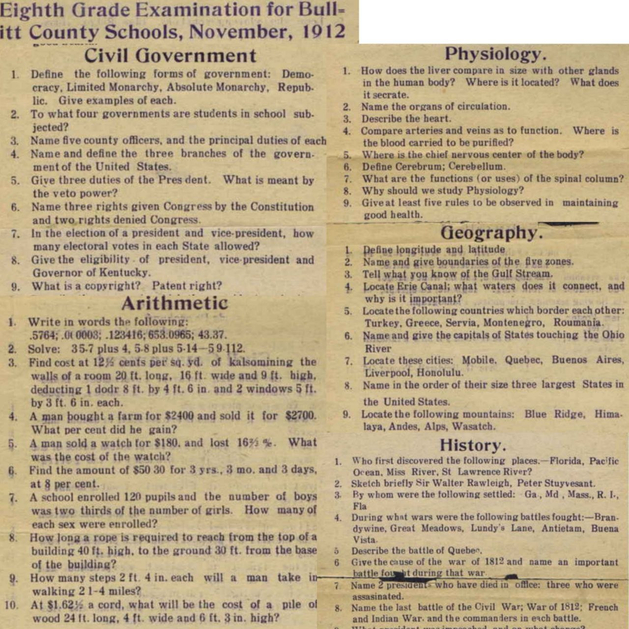 Eighth Grade Examination for Bull-
itt County Schools, November, 1912
Civil Government
1. Define the following forms of government: Demo-
cracy, Limited Monarchy, Absolute Monarchy, Repub-
lic. Give examples of each.
2. To what four governments are students in school sub-
jected?
3. Name five county officers, and the principal duties of each
4. Name and define the three branches of the govern-
ment of the United States.
5. Give three duties of the Pres dent. What is meant by
the veto power?
6. Name three rights given Congress by the Constitution
and two rights denied Congress.
7. In the election of a president and vice-president, how
many electoral votes in each State allowed?
8. Give the eligibility of president, vice-president and
Governor of Kentucky.
9. What is a copyright? Patent right?
Arithmetic
1. Write in words the following:
.5764; .0(0003; .123416; 653.0965; 43.37.
2. Solve: 35-7 plus 4, 5-8 plus 5-14—59 112.
3. Find cost at 12½ cents per sq. yd. of kalsomining the
walls of a room 20 ft. long, 16 ft. wide and 9 ft. high,
deducting 1 dodr 8 ft. by 4 ft. 6 in. and 2 windows 5 ft.
by 3 ft. 6 in. each.
4. A man bought a farm for $2400 and sold it for $2700.
What per cent did he gain?
5. A man sold a watch for $180, and lost 16⅔ %. What
was the cost of the watch?
6. Find the amount of $50 30 for 3 yrs., 3 mo. and 3 days,
at 8 per cent.
7. A school enrolled 120 pupils and the number of boys
was two thirds of the number of girls. How many of
each sex were enrolled?
8. How long a rope is required to reach from the top of a
building 40 ft. high, to the ground 30 ft. from the base
of the building?
9. How many steps 2 ft. 4 in. each will a man take in
walking 2 1-4 miles?
10. At $1.62½ a cord, what will be the cost of a pile of
wood 24 ft. long, 4 ft. wide and 6 ft. 3 in. high?
Physiology.
1. How does the liver compare in size with other glands
in the human body? Where is it located? What does
it secrate.
2. Name the organs of circulation.
3. Describe the heart.
4. Compare arteries and veins as to function. Where is
the blood carried to be purified?
5. Where is the chief nervous center of the body?
6. Define Cerebrum; Cerebellum.
7. What are the functions (or uses) of the spinal column?
8. Why should we study Physiology?
9. Give at least five rules to be observed in maintaining
good health.
Geography.
1. Define longitude and latitude
2. Name and give boundaries of the five zones.
3. Tell what you know of the Gulf Stream.
4. Locate Erie Canal; what waters does it connect, and
why is it important?
5. Locate the following countries which border each other:
Turkey, Greece, Servia, Montenegro, Roumania.
6. Name and give the capitals of States touching the Ohio
River
7. Locate these cities: Mobile, Quebec, Buenos Aires,
Liverpool, Honolulu.
8. Name in the order of their size three largest States in
the United States.
9. Locate the following mountains: Blue Ridge, Hima-
laya, Andes, Alps, Wasatch.
History.
1. Who first discovered the following places.—Florida, Pacific
Ocean, Miss River, St Lawrence River?
2. Sketch briefly Sir Walter Rawleigh, Peter Stuyvesant.
3. By whom were the following settled: Ga, Md, Mass., R. I.,
Fla
4. During what wars were the following battles fought:—Bran-
dywine, Great Meadows, Lundy's Lane, Antietam, Buena
Vista.
5 Describe the battle of Quebec.
6 Give the cause of the war of 1812 and name an important
battle fought during that war
7. Name 2 presidents who have died in office: three who were
assasinated.
8. Name the last battle of the Civil War; War of 1812; French
and Indian War, and the commanders in each battle.